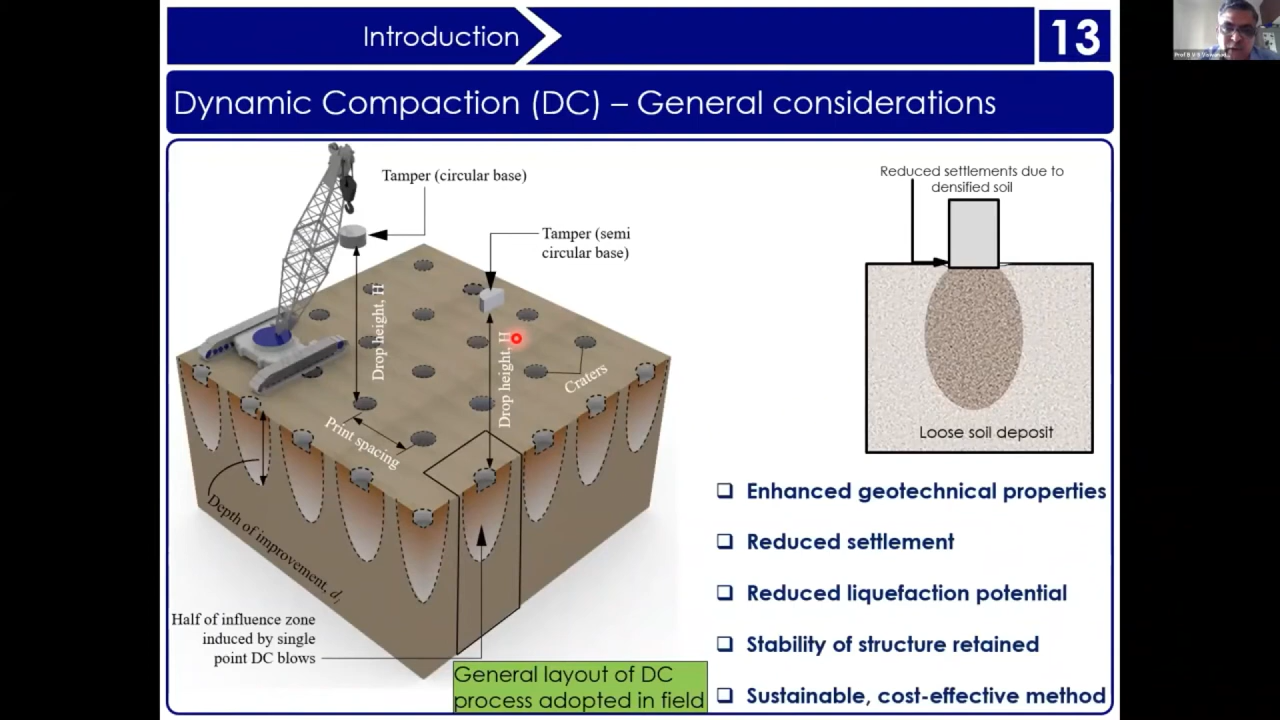 Introduction
13
Dynamic Compaction (DC) – General considerations
Tamper (circular base)
Tamper (semi
circular base)
Drop height, H
Drop height, H
Craters
Print spacing
Depth of improvement, dI
Half of influence zone
induced by single
point DC blows
General layout of DC
process adopted in field
Reduced settlements due to
densified soil
Loose soil deposit
❑ Enhanced geotechnical properties
❑ Reduced settlement
❑ Reduced liquefaction potential
❑ Stability of structure retained
❑ Sustainable, cost-effective method
Prof B V S